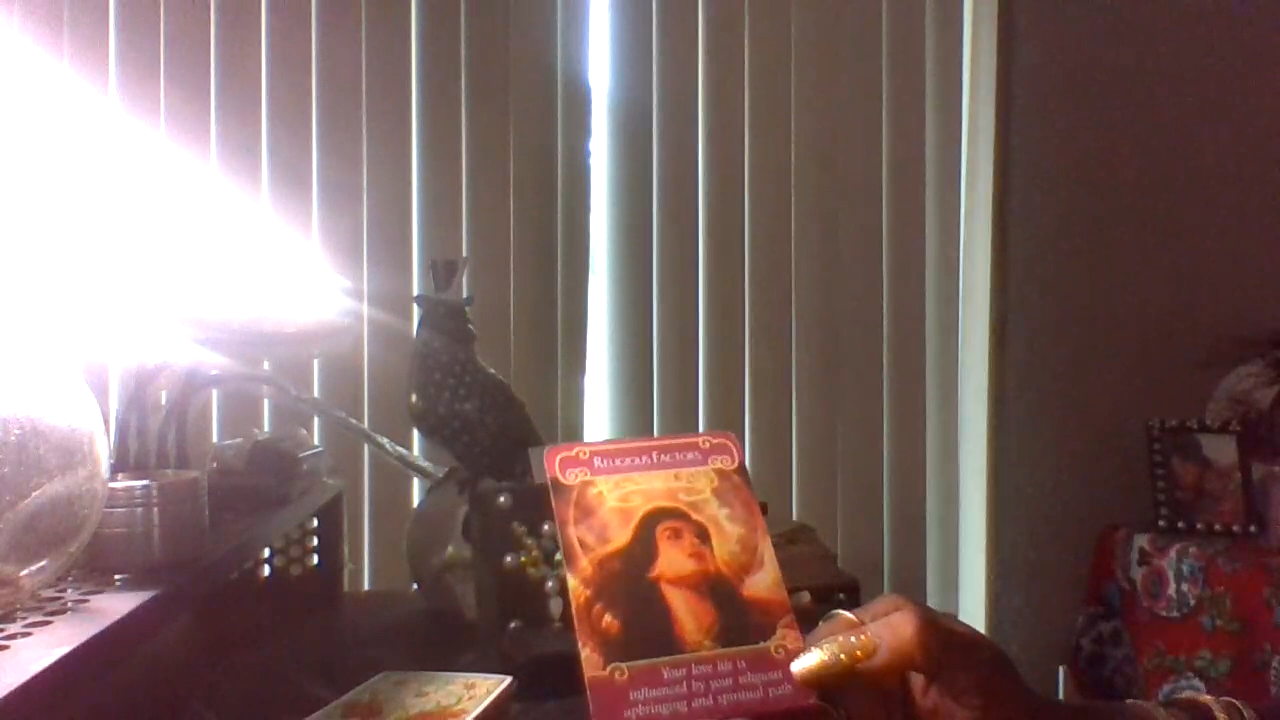 RELIGIOUS FACTORS
Your love life is
influenced by your religious
upbringing and spiritual path